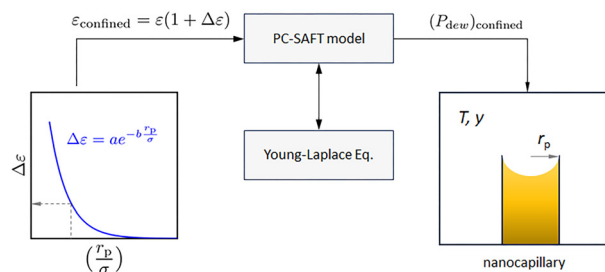 ε_confined = ε(1 + Δε)
PC-SAFT model
(P_dew)_confined
Δε = ae^{-b r_p/σ}
Δε
(r_p/σ)
Young-Laplace Eq.
T, y
r_p
nanocapillary